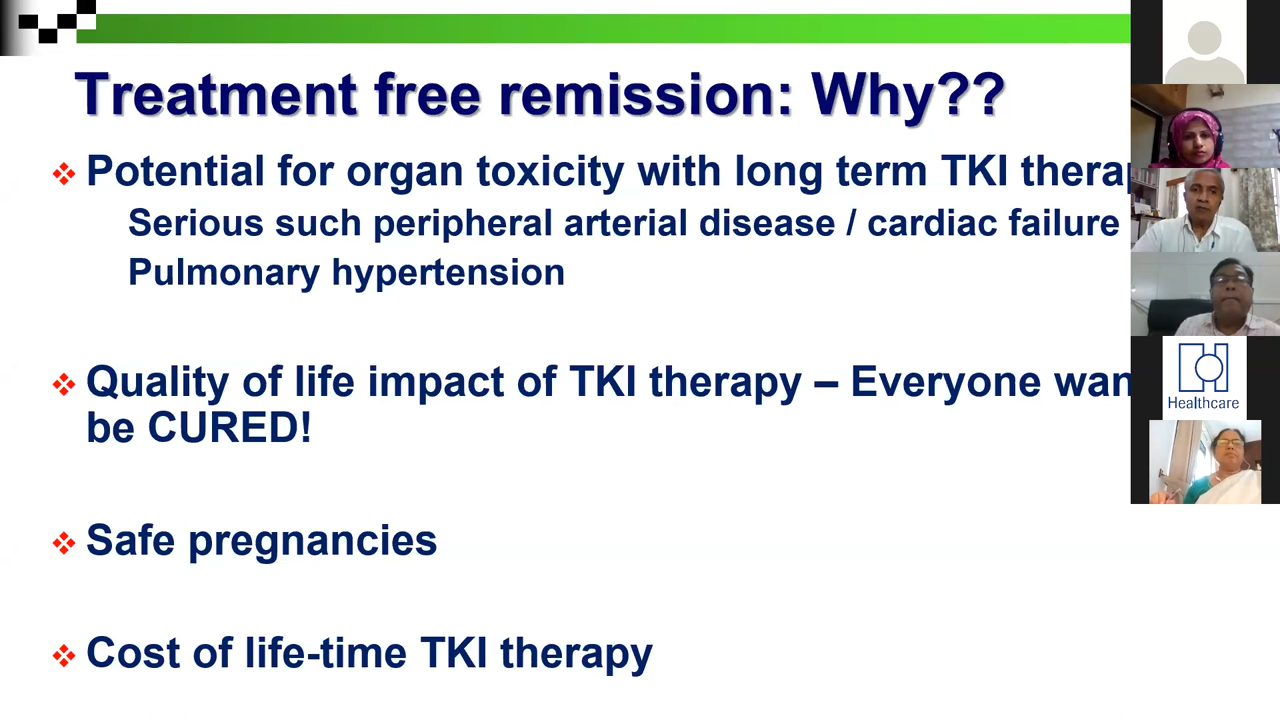 Treatment free remission: Why??
Potential for organ toxicity with long term TKI
Serious such peripheral arterial disease / cardiac failure
Pulmonary hypertension
Quality of life impact of TKI therapy – Everyone
be CURED!
Safe pregnancies
Cost of life-time TKI therapy
Healthcare